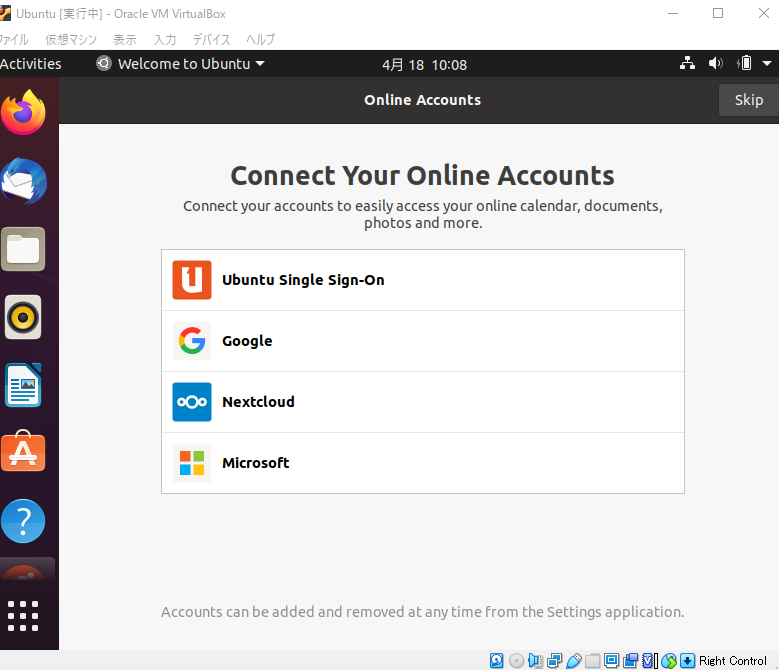 Ubuntu [実行中] - Oracle VM VirtualBox
ファイル 仮想マシン 表示 入力 デバイス ヘルプ
Activities Welcome to Ubuntu 4月 18 10:08
Online Accounts Skip
Connect Your Online Accounts
Connect your accounts to easily access your online calendar, documents,
photos and more.
Ubuntu Single Sign-On
Google
Nextcloud
Microsoft
Accounts can be added and removed at any time from the Settings application.
Right Control